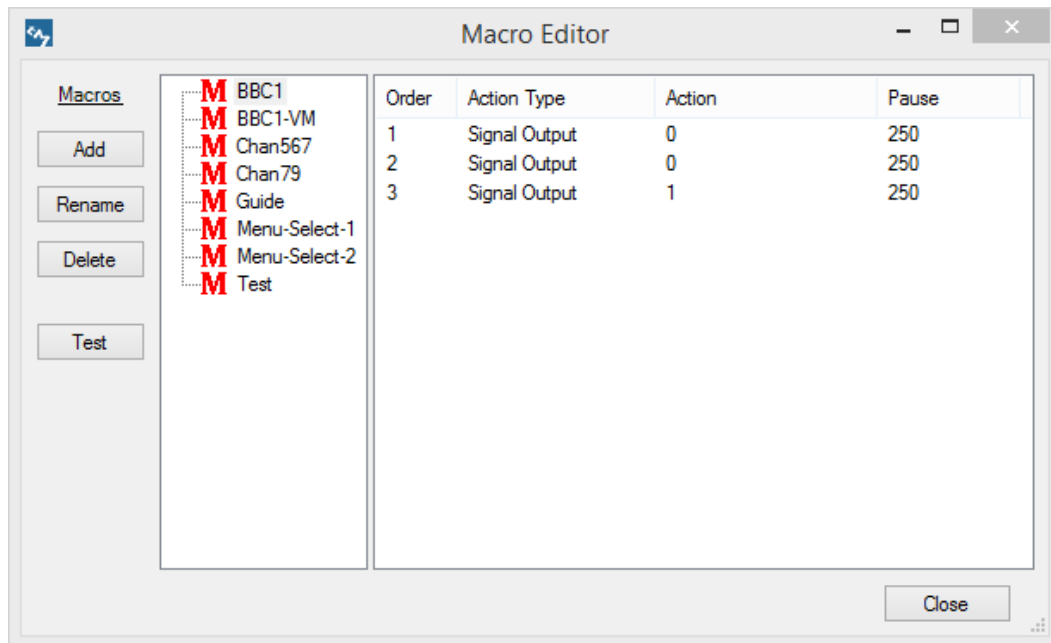 Macro Editor
Macros
Add
Rename
Delete
Test
M BBC1
M BBC1-VM
M Chan567
M Chan79
M Guide
M Menu-Select-1
M Menu-Select-2
M Test
Order Action Type Action Pause
1 Signal Output 0 250
2 Signal Output 0 250
3 Signal Output 1 250
Close